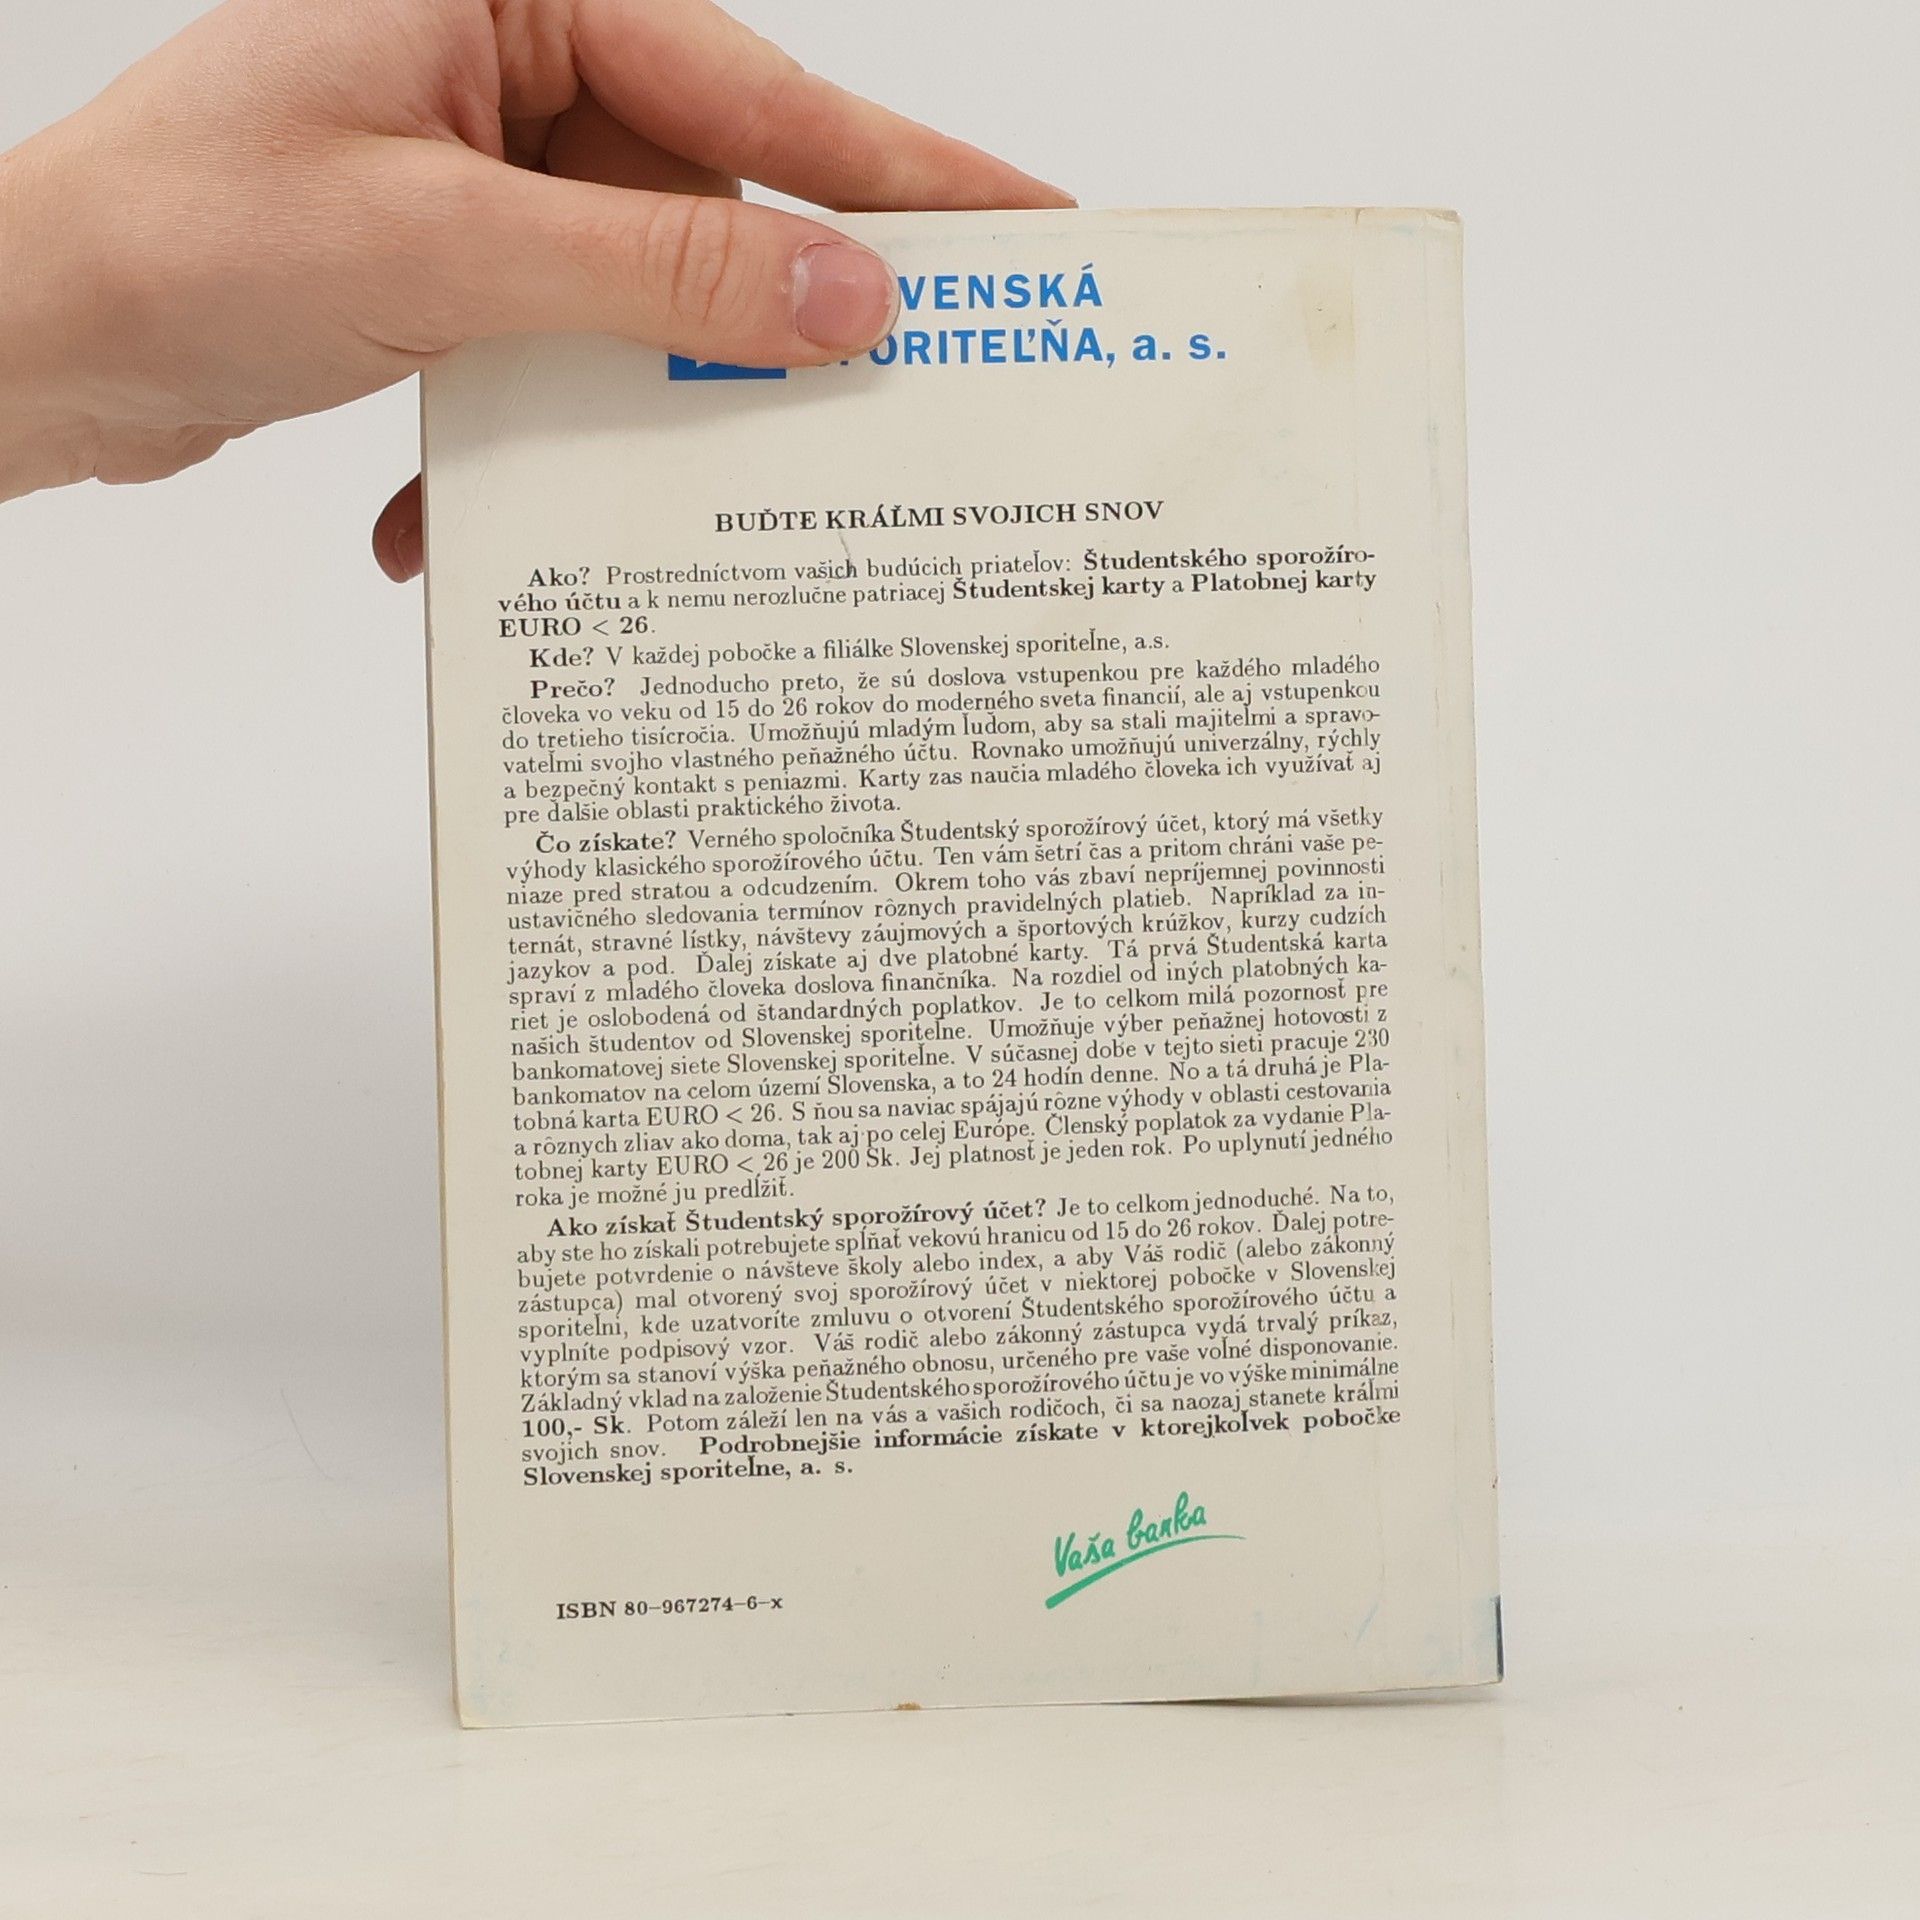 VENSKÁ
ORITEĽŇA, a. s.
BUĎTE KRÁĽMI SVOJICH SNOV
Ako? Prostredníctvom vašich budúcich priateľov: Študentského sporožíro-
vého účtu a k nemu nerozlučne patriacej Študentskej karty a Platobnej karty
EURO < 26.
Kde? V každej pobočke a filiálke Slovenskej sporiteľne, a.s.
Prečo? Jednoducho preto, že sú doslova vstupenkou pre každého mladého
človeka vo veku od 15 do 26 rokov do moderného sveta financií, ale aj vstupenkou
do tretieho tisícročia. Umožňujú mladým ľuďom, aby sa stali majiteľmi a spravo-
vateľmi svojho vlastného peňažného účtu. Rovnako umožňujú univerzálny, rýchly
a bezpečný kontakt s peniazmi. Karty zas naučia mladého človeka ich využívať aj
pre ďalšie oblasti praktického života.
Čo získate? Verného spoločníka Študentský sporožírový účet, ktorý má všetky
výhody klasického sporožírového účtu. Ten vám šetrí čas a pritom chráni vaše pe-
niaze pred stratou a odcudzením. Okrem toho vás zbaví nepríjemnej povinnosti
ustavičného sledovania termínov rôznych pravidelných platieb. Napríklad za in-
ternát, stravné lístky, návštevy záujmových a športových krúžkov, kurzy cudzích
jazykov a pod. Ďalej získate aj dve platobné karty. Tá prvá Študentská karta
spraví z mladého človeka doslova finančníka. Na rozdiel od iných platobných ka-
riet je oslobodená od štandardných poplatkov. Je to celkom milá pozornosť pre
našich študentov od Slovenskej sporiteľne. Umožňuje výber peňažnej hotovosti z
bankomatovej siete Slovenskej sporiteľne. V súčasnej dobe v tejto sieti pracuje 230
bankomatov na celom území Slovenska, a to 24 hodín denne. No a tá druhá je Pla-
tobná karta EURO < 26. S ňou sa naviac spájajú rôzne výhody v oblasti cestovania
a rôznych zliav ako doma, tak aj po celej Európe. Členský poplatok za vydanie Pla-
tobnej karty EURO < 26 je 200 Sk. Jej platnosť je jeden rok. Po uplynutí jedného
roka je možné ju predĺžiť.
Ako získať Študentský sporožírový účet? Je to celkom jednoduché. Na to,
aby ste ho získali potrebujete spĺňať vekovú hranicu od 15 do 26 rokov. Ďalej potre-
bujete potvrdenie o návšteve školy alebo index, a aby Váš rodič (alebo zákonný
zástupca) mal otvorený svoj sporožírový účet v niektorej pobočke v Slovenskej
sporiteľni, kde uzatvoríte zmluvu o otvorení Študentského sporožírového účtu a
vyplníte podpisový vzor. Váš rodič alebo zákonný zástupca vydá trvalý príkaz,
ktorým sa stanoví výška peňažného obnosu, určeného pre vaše voľné disponovanie.
Základný vklad na založenie Študentského sporožírového účtu je vo výške minimálne
100,- Sk. Potom záleží len na vás a vašich rodičoch, či sa naozaj stanete kráľmi
svojich snov. Podrobnejšie informácie získate v ktorejkoľvek pobočke
Slovenskej sporiteľne, a. s.
Vaša banka
ISBN 80–967274–6–x